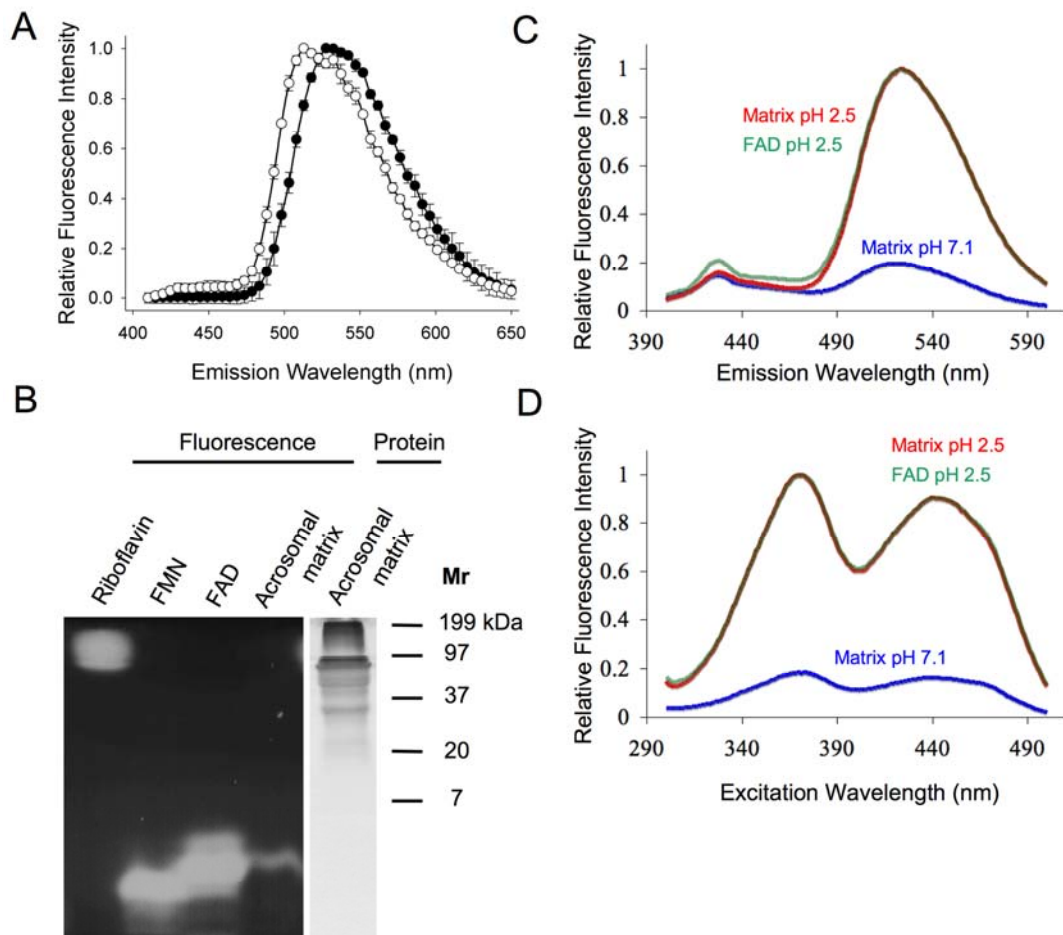 A
Relative Fluorescence Intensity
1.0
0.8
0.6
0.4
0.2
0.0
400 450 500 550 600 650
Emission Wavelength (nm)
B
Fluorescence Protein
Riboflavin
FMN
FAD
Acrosomal matrix
Acrosomal matrix
Mr
199 kDa
97
37
20
7
C
Relative Fluorescence Intensity
1
0.8
0.6
0.4
0.2
0
Matrix pH 2.5
FAD pH 2.5
Matrix pH 7.1
390 440 490 540 590
Emission Wavelength (nm)
D
Relative Fluorescence Intensity
1
0.8
0.6
0.4
0.2
0
Matrix pH 2.5
FAD pH 2.5
Matrix pH 7.1
290 340 390 440 490
Excitation Wavelength (nm)